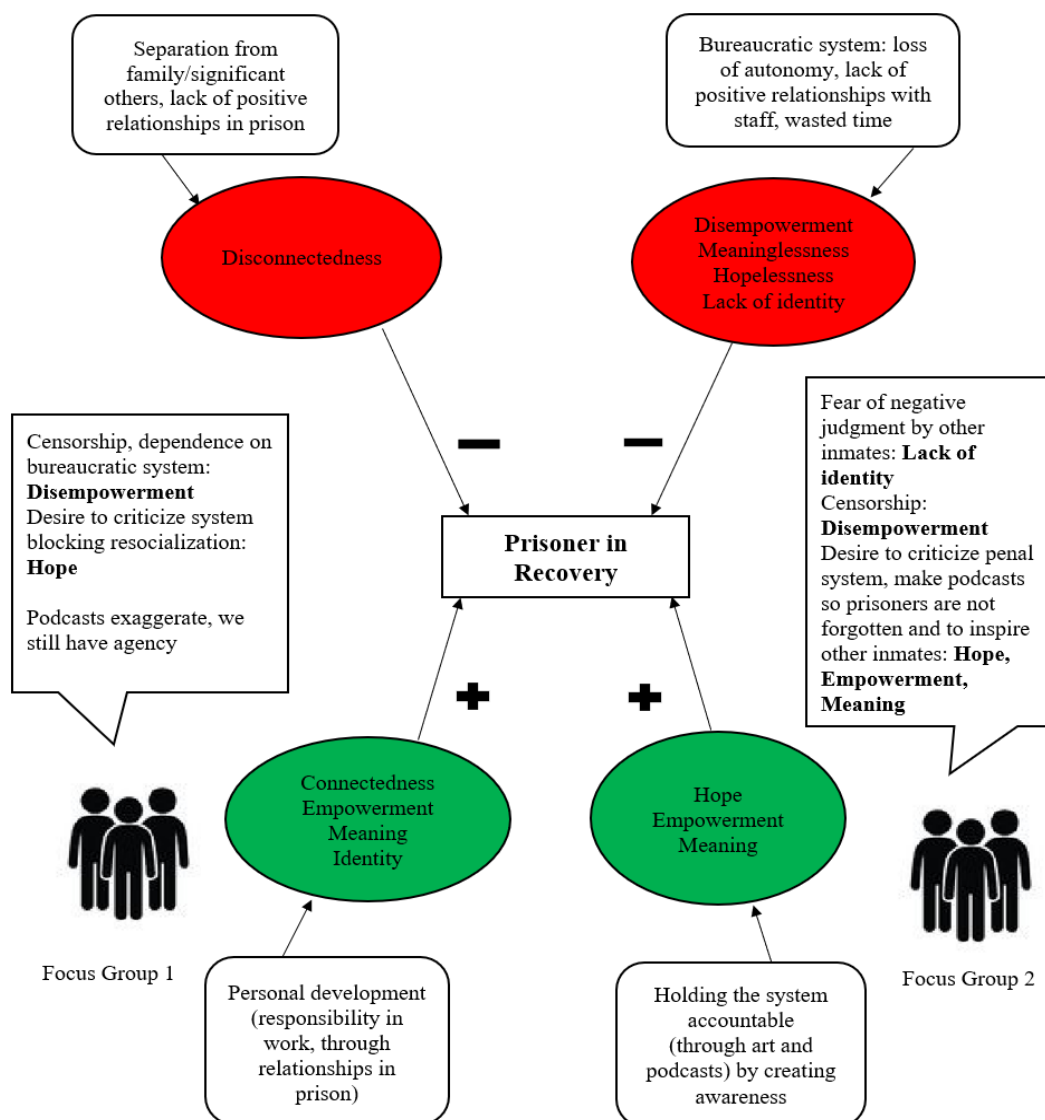 Separation from
family/significant
others, lack of positive
relationships in prison
Bureaucratic system: loss
of autonomy, lack of
positive relationships with
staff, wasted time
Disconnectedness
Disempowerment
Meaninglessness
Hopelessness
Lack of identity
Censorship, dependence on
bureaucratic system:
Disempowerment
Desire to criticize system
blocking resocialization:
Hope
Podcasts exaggerate, we
still have agency
Fear of negative
judgment by other
inmates: Lack of
identity
Censorship:
Disempowerment
Desire to criticize penal
system, make podcasts
so prisoners are not
forgotten and to inspire
other inmates: Hope,
Empowerment,
Meaning
Prisoner in
Recovery
Connectedness
Empowerment
Meaning
Identity
Hope
Empowerment
Meaning
Focus Group 1
Focus Group 2
Personal development
(responsibility in
work, through
relationships in
prison)
Holding the system
accountable
(through art and
podcasts) by creating
awareness